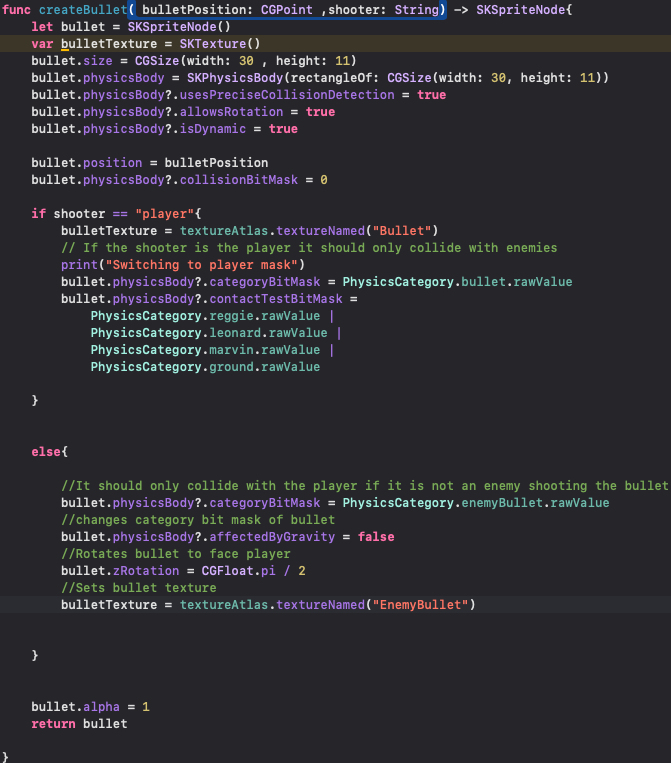 func createBullet( bulletPosition: CGPoint ,shooter: String) -> SKSpriteNode{
    let bullet = SKSpriteNode()
    var bulletTexture = SKTexture()
    bullet.size = CGSize(width: 30 , height: 11)
    bullet.physicsBody = SKPhysicsBody(rectangleOf: CGSize(width: 30, height: 11))
    bullet.physicsBody?.usesPreciseCollisionDetection = true
    bullet.physicsBody?.allowsRotation = true
    bullet.physicsBody?.isDynamic = true

    bullet.position = bulletPosition
    bullet.physicsBody?.collisionBitMask = 0

    if shooter == "player"{
        bulletTexture = textureAtlas.textureNamed("Bullet")
        // If the shooter is the player it should only collide with enemies
        print("Switching to player mask")
        bullet.physicsBody?.categoryBitMask = PhysicsCategory.bullet.rawValue
        bullet.physicsBody?.contactTestBitMask =
            PhysicsCategory.reggie.rawValue |
            PhysicsCategory.leonard.rawValue |
            PhysicsCategory.marvin.rawValue |
            PhysicsCategory.ground.rawValue

    }


    else{

        //It should only collide with the player if it is not an enemy shooting the bullet
        bullet.physicsBody?.categoryBitMask = PhysicsCategory.enemyBullet.rawValue
        //changes category bit mask of bullet
        bullet.physicsBody?.affectedByGravity = false
        //Rotates bullet to face player
        bullet.zRotation = CGFloat.pi / 2
        //Sets bullet texture
        bulletTexture = textureAtlas.textureNamed("EnemyBullet")


    }


    bullet.alpha = 1
    return bullet

}